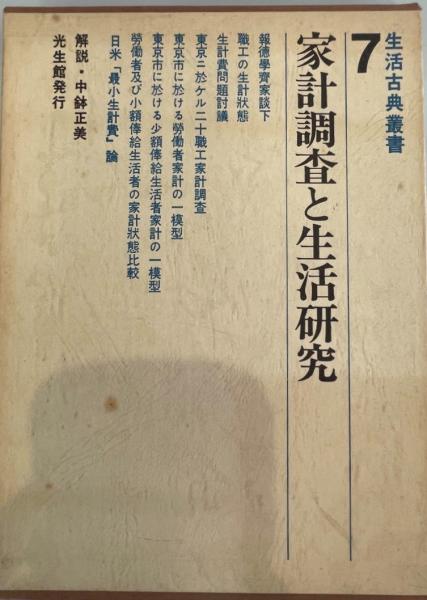 生活古典叢書
7
家計調査と生活研究
報德學齊家談下
職工の生計狀態
生計費問題討議
東京ニ於ケル二十職工家計調査
東京市に於ける勞働者家計の一模型
東京市に於ける少額俸給生活者家計の一模型
勞働者及び小額俸給生活者の家計狀態比較
日米「最小生計費」論
解説・中鉢正美
光生館発行